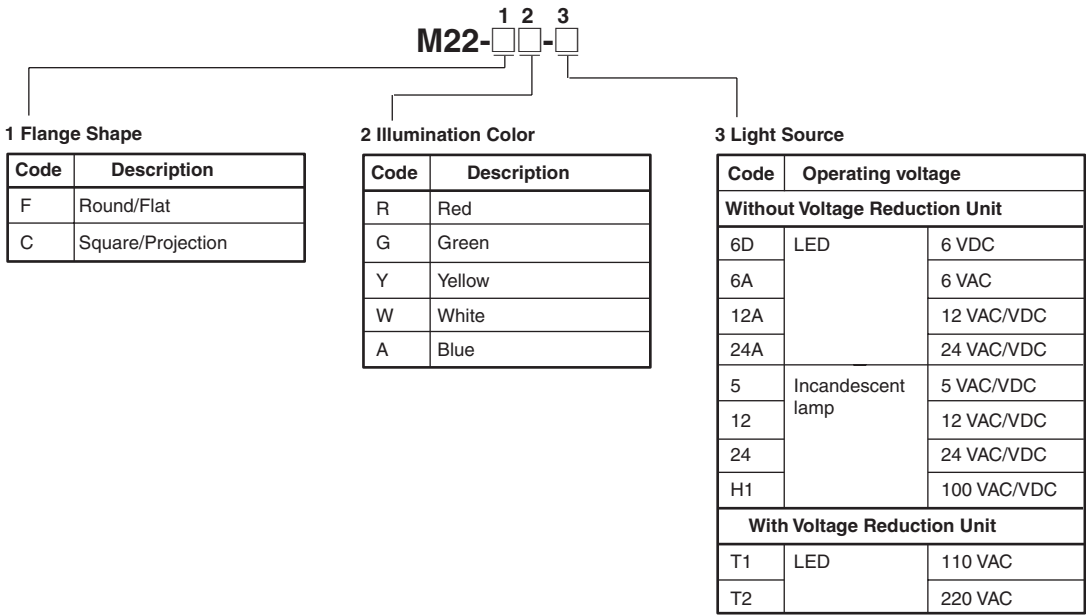 1 2 3
M22-□□-□
1 Flange Shape
Code Description
F Round/Flat
C Square/Projection
2 Illumination Color
Code Description
R Red
G Green
Y Yellow
W White
A Blue
3 Light Source
Code Operating voltage
Without Voltage Reduction Unit
6D LED 6 VDC
6A 6 VAC
12A 12 VAC/VDC
24A 24 VAC/VDC
5 Incandescent lamp 5 VAC/VDC
12 12 VAC/VDC
24 24 VAC/VDC
H1 100 VAC/VDC
With Voltage Reduction Unit
T1 LED 110 VAC
T2 220 VAC